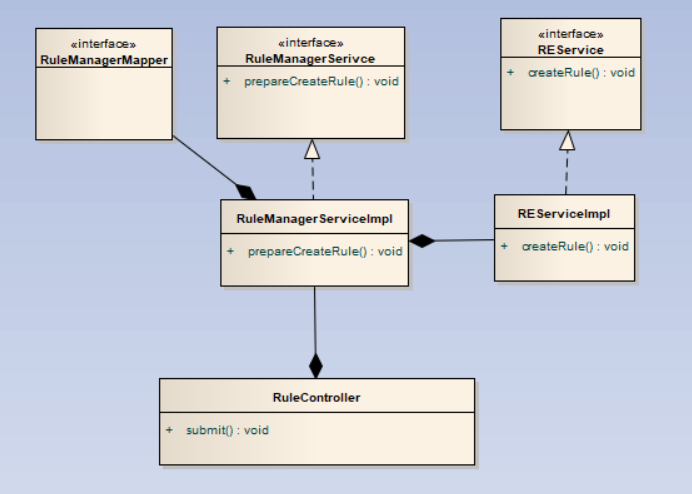 «interface»
RuleManagerMapper
«interface»
RuleManagerSerivce
+ prepareCreateRule() : void
«interface»
REService
+ createRule() : void
RuleManagerServiceImpl
+ prepareCreateRule() : void
REServiceImpl
+ createRule() : void
RuleController
+ submit() : void